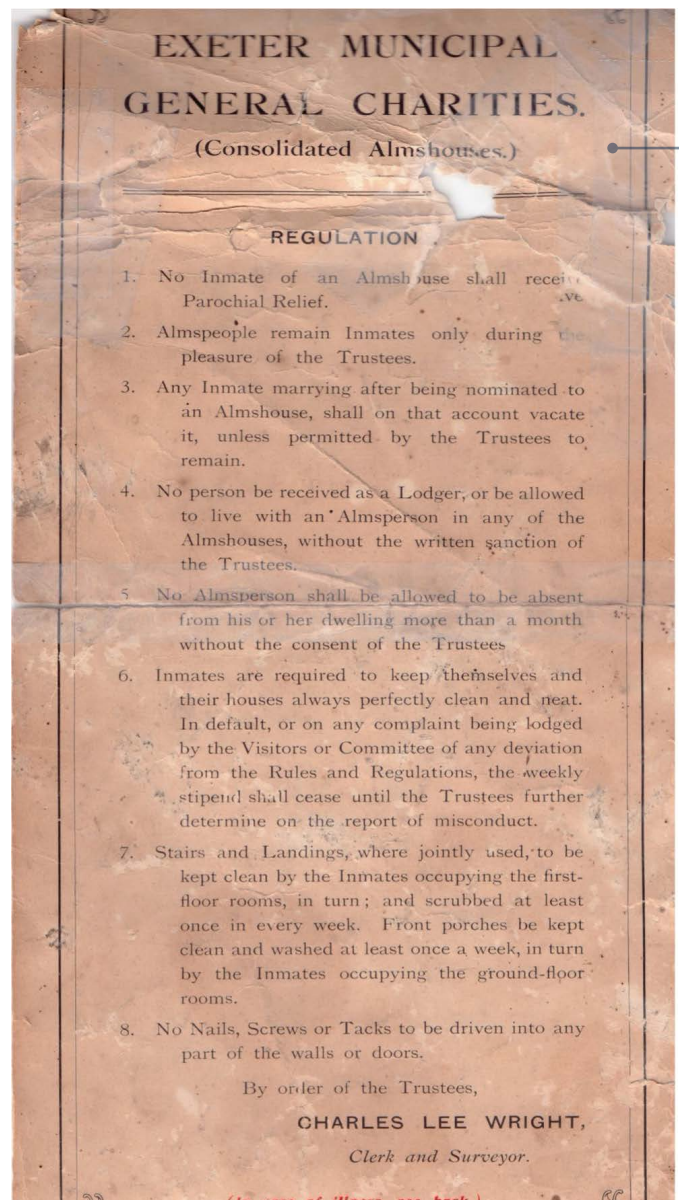 EXETER MUNICIPAL
GENERAL CHARITIES.
(Consolidated Almshouses.)
REGULATION
1. No Inmate of an Almshouse shall receive
Parochial Relief.
2. Almspeople remain Inmates only during the
pleasure of the Trustees.
3. Any Inmate marrying after being nominated to
an Almshouse, shall on that account vacate
it, unless permitted by the Trustees to
remain.
4. No person be received as a Lodger, or be allowed
to live with an Almsperson in any of the
Almshouses, without the written sanction of
the Trustees.
5 No Almsperson shall be allowed to be absent
from his or her dwelling more than a month
without the consent of the Trustees
6. Inmates are required to keep themselves and
their houses always perfectly clean and neat.
In default, or on any complaint being lodged
by the Visitors or Committee of any deviation
from the Rules and Regulations, the weekly
stipend shall cease until the Trustees further
determine on the report of misconduct.
7. Stairs and Landings, where jointly used, to be
kept clean by the Inmates occupying the first-
floor rooms, in turn; and scrubbed at least
once in every week. Front porches be kept
clean and washed at least once a week, in turn
by the Inmates occupying the ground-floor
rooms.
8. No Nails, Screws or Tacks to be driven into any
part of the walls or doors.
By order of the Trustees,
CHARLES LEE WRIGHT,
Clerk and Surveyor.